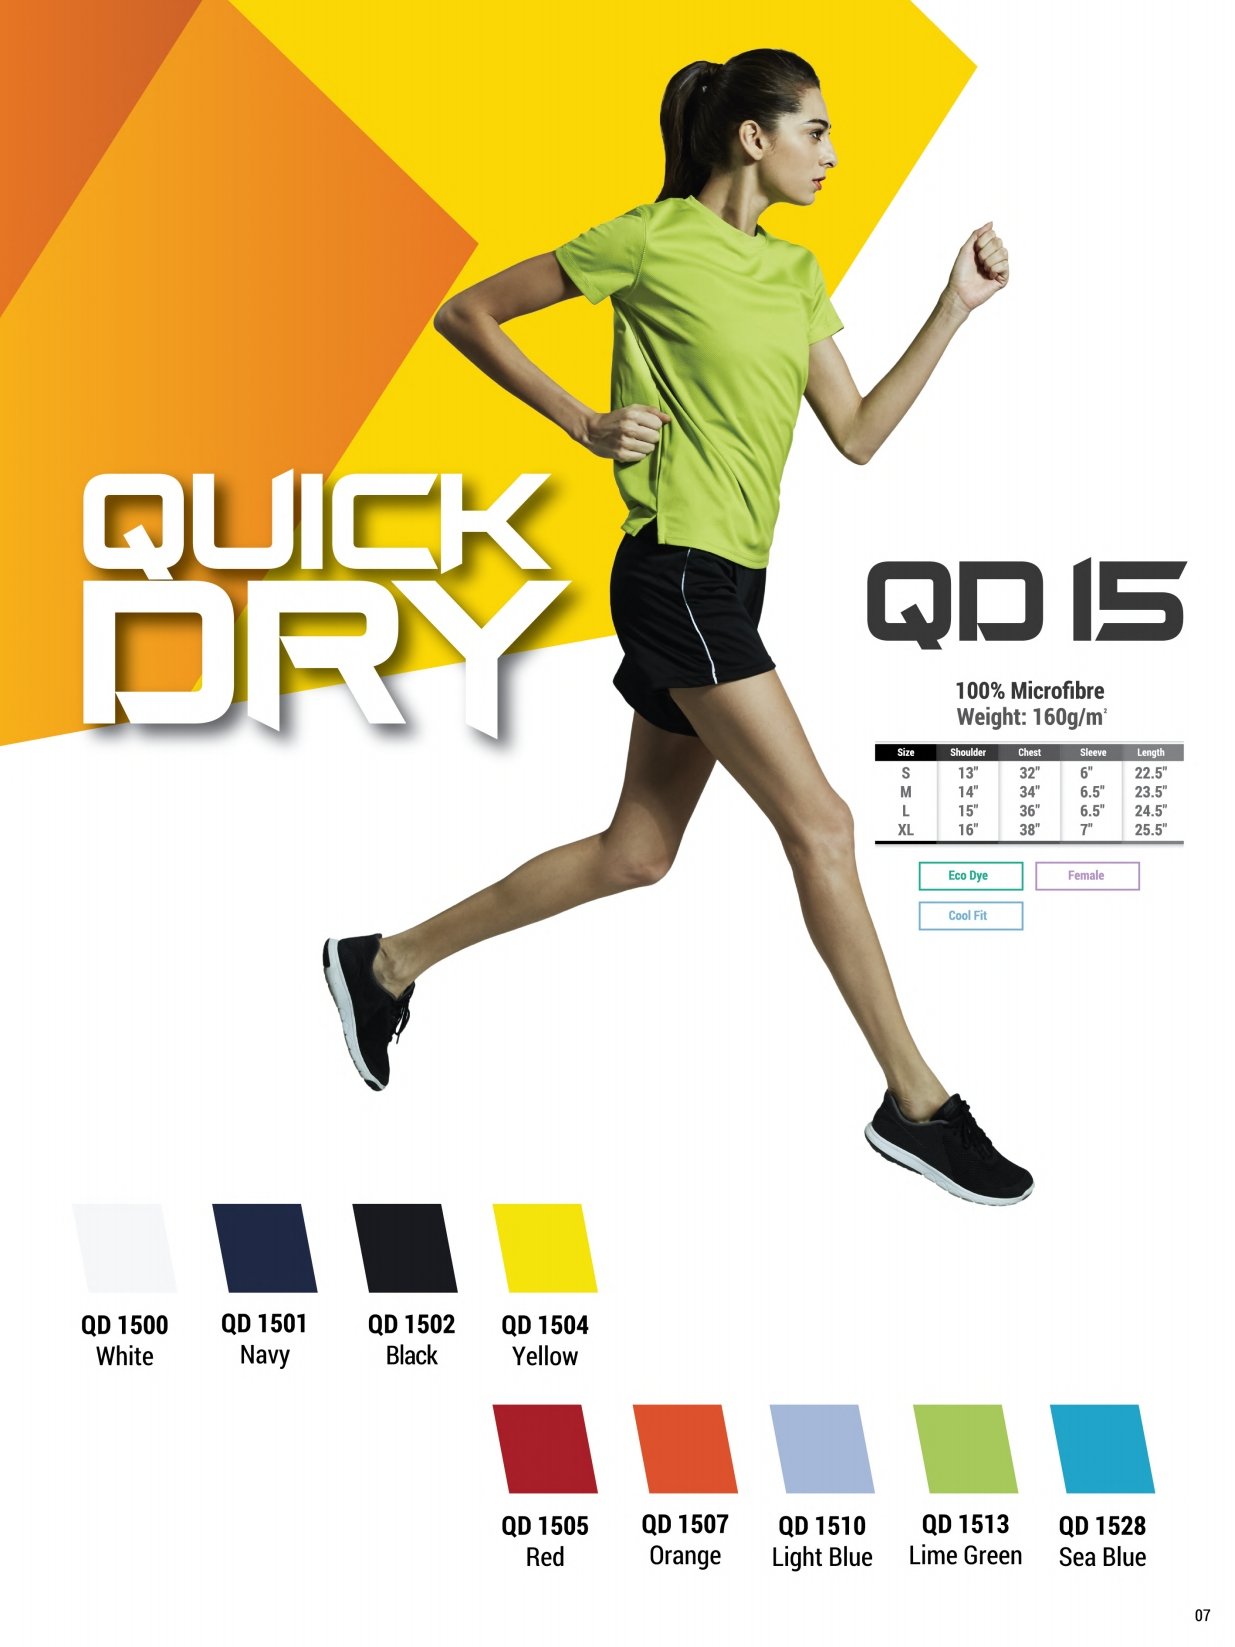 QUICK
DRY
QD 15
100% Microfibre
Weight: 160g/m²
Size Shoulder Chest Sleeve Length
S 13" 32" 6" 22.5"
M 14" 34" 6.5" 23.5"
L 15" 36" 6.5" 24.5"
XL 16" 38" 7" 25.5"
Eco Dye Female
Cool Fit
QD 1500 QD 1501 QD 1502 QD 1504
White Navy Black Yellow
QD 1505 QD 1507 QD 1510 QD 1513 QD 1528
Red Orange Light Blue Lime Green Sea Blue
07